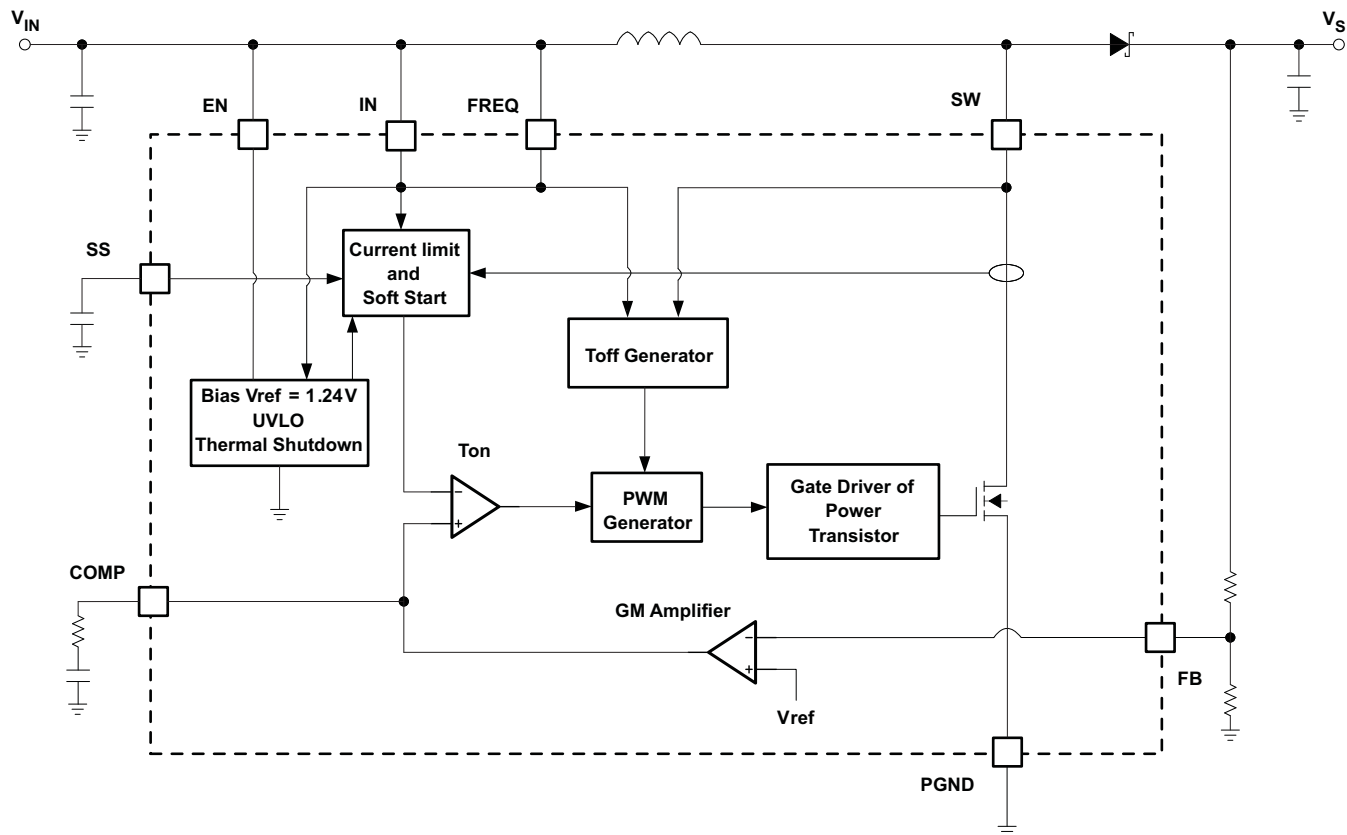 VIN
VS
EN
IN
FREQ
SW
SS
Current limit
and
Soft Start
Toff Generator
Bias Vref = 1.24V
UVLO
Thermal Shutdown
Ton
PWM
Generator
Gate Driver of
Power
Transistor
COMP
GM Amplifier
FB
Vref
PGND